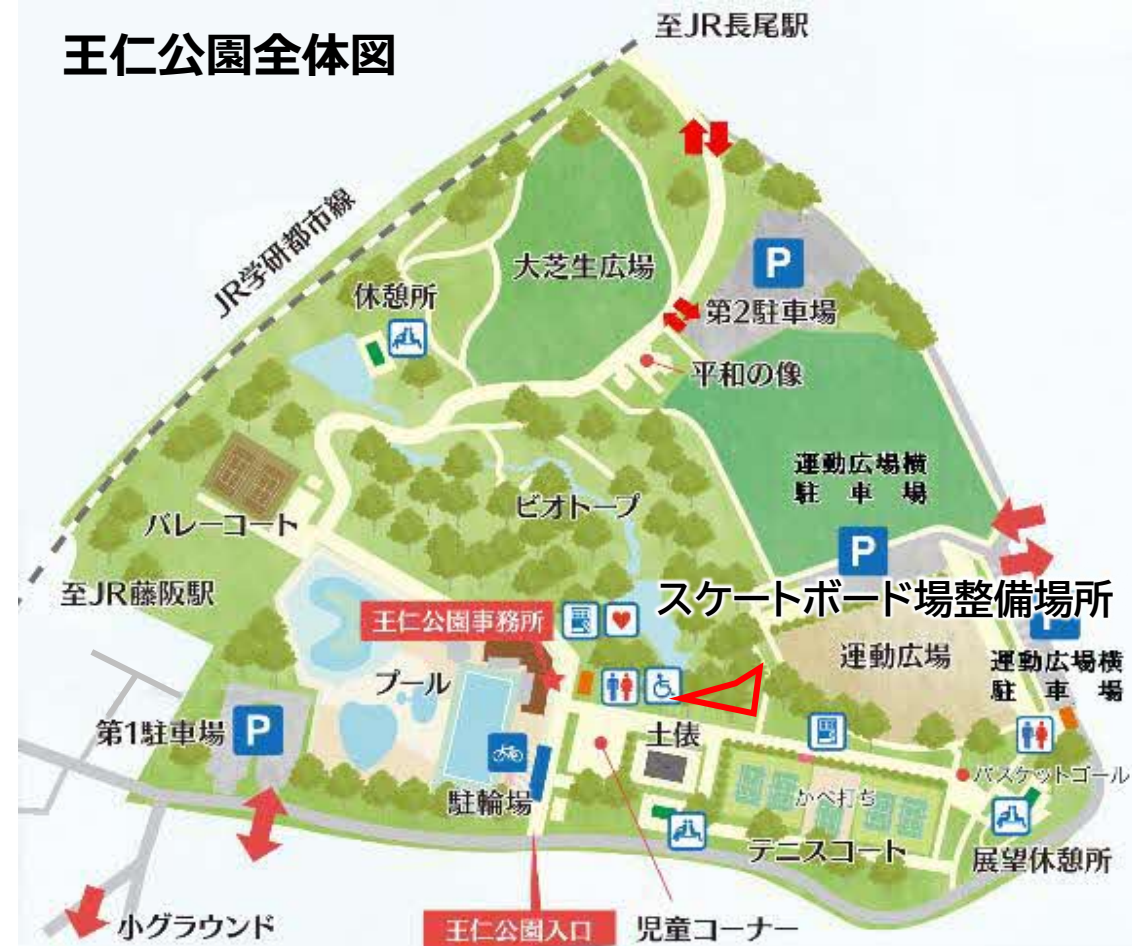 王仁公園全体図
至JR長尾駅
JR学研都市線
大芝生広場
休憩所
P
第2駐車場
平和の像
運動広場横
駐車場
バレーコート
ビオトープ
P
至JR藤阪駅
スケートボード場整備場所
王仁公園事務所
運動広場
運動広場横
駐車場
プール
第1駐車場
P
土俵
バスケットゴール
駐輪場
かべ打ち
テニスコート
展望休憩所
小グラウンド
王仁公園入口
児童コーナー